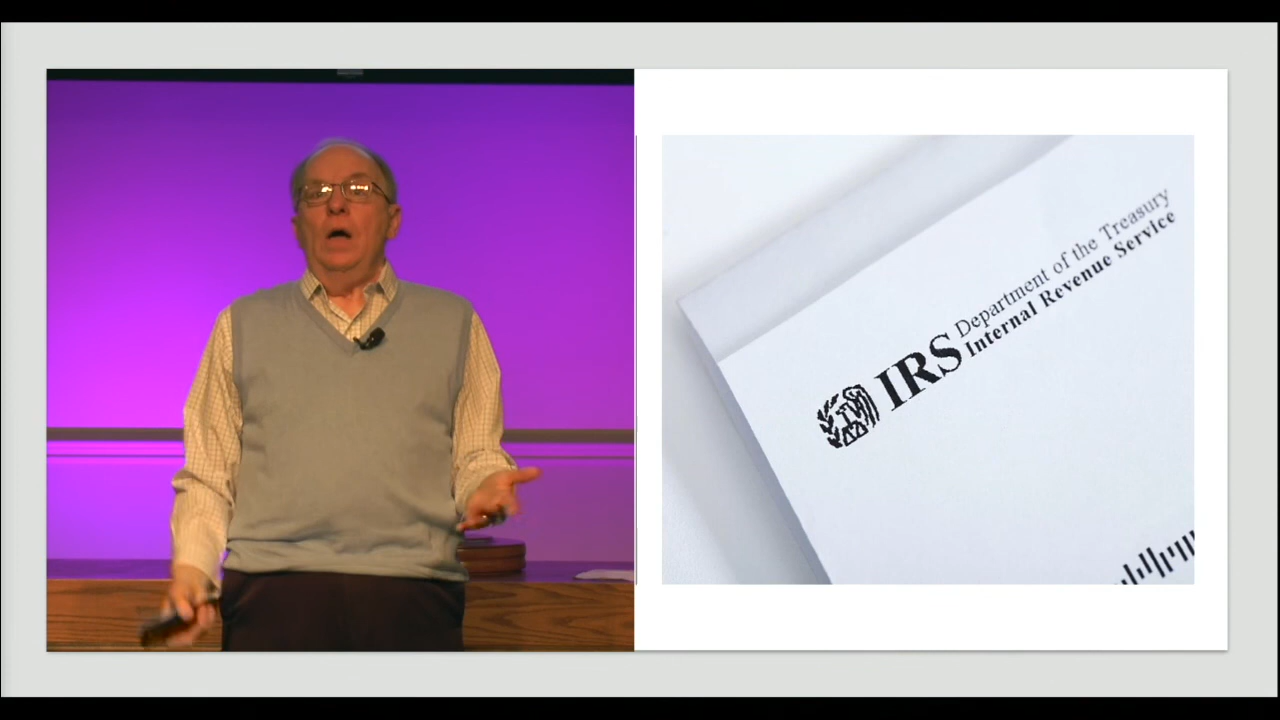 IRS
Department of the Treasury
Internal Revenue Service